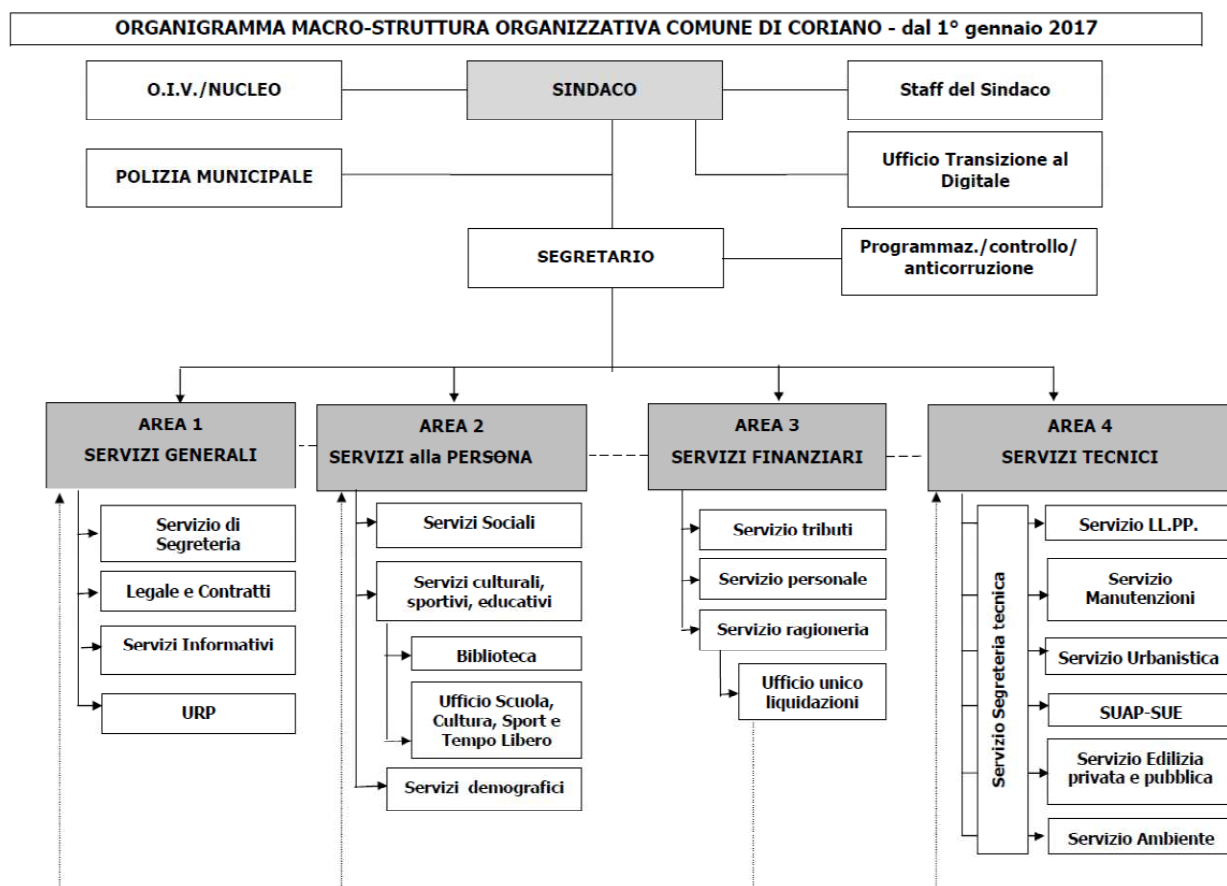 ORGANIGRAMMA MACRO-STRUTTURA ORGANIZZATIVA COMUNE DI CORIANO - dal 1° gennaio 2017
O.I.V./NUCLEO
SINDACO
Staff del Sindaco
POLIZIA MUNICIPALE
Ufficio Transizione al
Digitale
SEGRETARIO
Programmaz./controllo/
anticorruzione
AREA 1
SERVIZI GENERALI
AREA 2
SERVIZI alla PERSONA
AREA 3
SERVIZI FINANZIARI
AREA 4
SERVIZI TECNICI
Servizio di
Segreteria
Legale e Contratti
Servizi Informativi
URP
Servizi Sociali
Servizi culturali,
sportivi, educativi
Biblioteca
Ufficio Scuola,
Cultura, Sport e
Tempo Libero
Servizi demografici
Servizio tributi
Servizio personale
Servizio ragioneria
Ufficio unico
liquidazioni
Servizio Segreteria tecnica
Servizio LL.PP.
Servizio
Manutenzioni
Servizio Urbanistica
SUAP-SUE
Servizio Edilizia
privata e pubblica
Servizio Ambiente